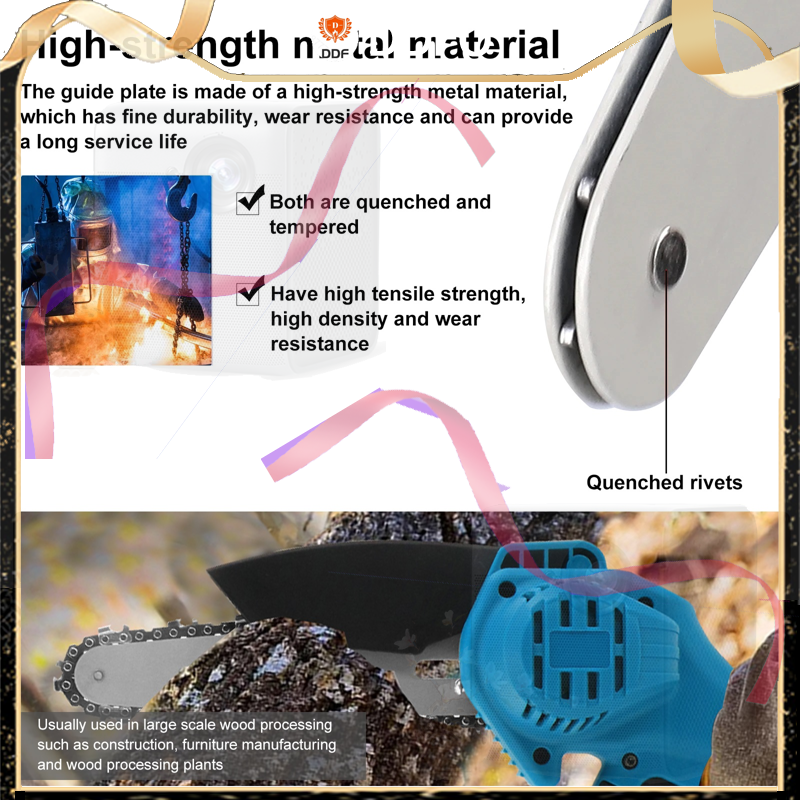 High-strength metal material
DDF
The guide plate is made of a high-strength metal material,
which has fine durability, wear resistance and can provide
a long service life
Both are quenched and
tempered
Have high tensile strength,
high density and wear
resistance
Quenched rivets
Usually used in large scale wood processing
such as construction, furniture manufacturing
and wood processing plants